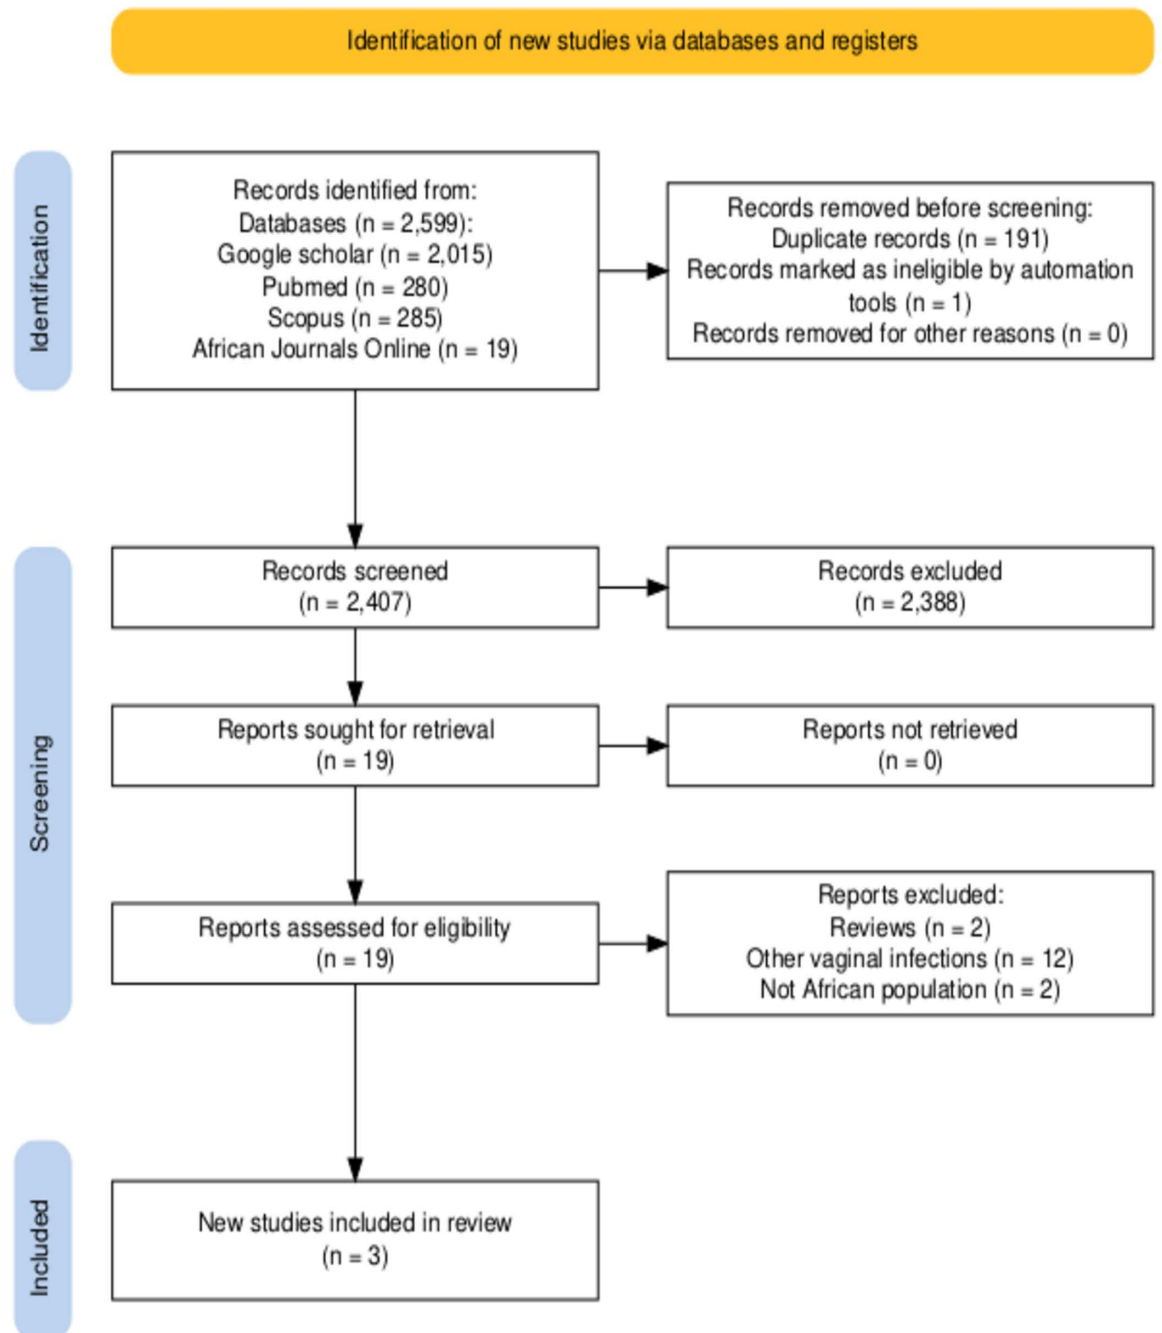 Identification of new studies via databases and registers
Identification
Records identified from:
Databases (n = 2,599):
Google scholar (n = 2,015)
Pubmed (n = 280)
Scopus (n = 285)
African Journals Online (n = 19)
Records removed before screening:
Duplicate records (n = 191)
Records marked as ineligible by automation
tools (n = 1)
Records removed for other reasons (n = 0)
Screening
Records screened
(n = 2,407)
Records excluded
(n = 2,388)
Reports sought for retrieval
(n = 19)
Reports not retrieved
(n = 0)
Reports assessed for eligibility
(n = 19)
Reports excluded:
Reviews (n = 2)
Other vaginal infections (n = 12)
Not African population (n = 2)
Included
New studies included in review
(n = 3)